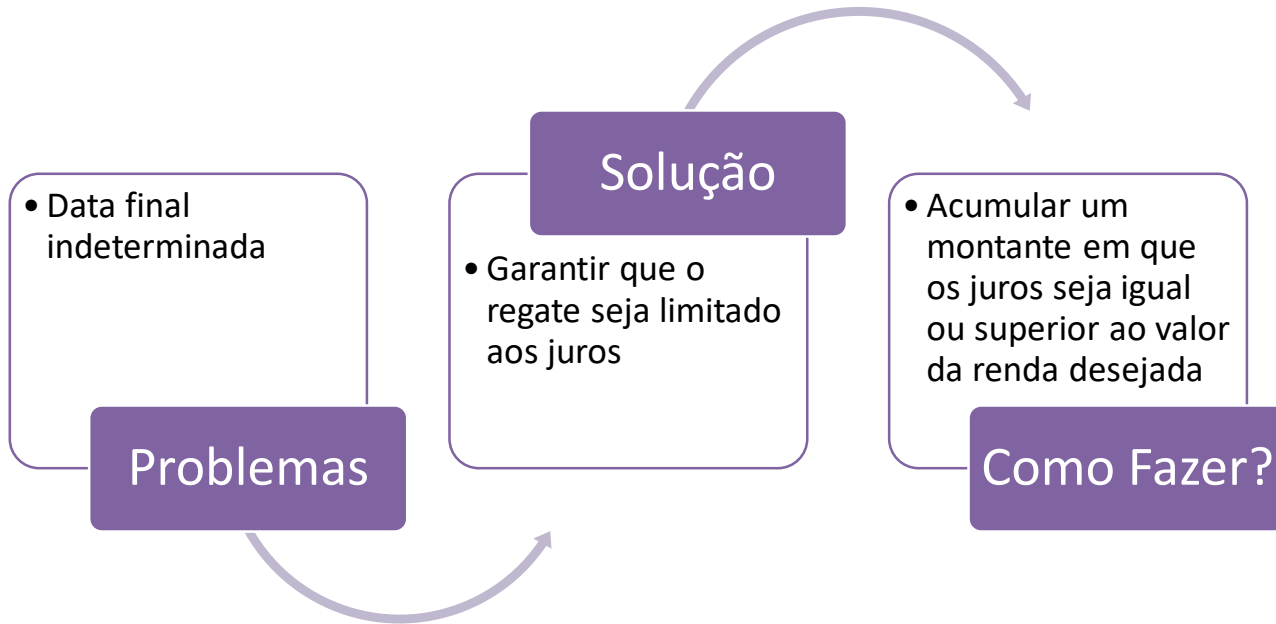 • Data final
indeterminada
Problemas
Solução
• Garantir que o
regate seja limitado
aos juros
• Acumular um
montante em que
os juros seja igual
ou superior ao valor
da renda desejada
Como Fazer?